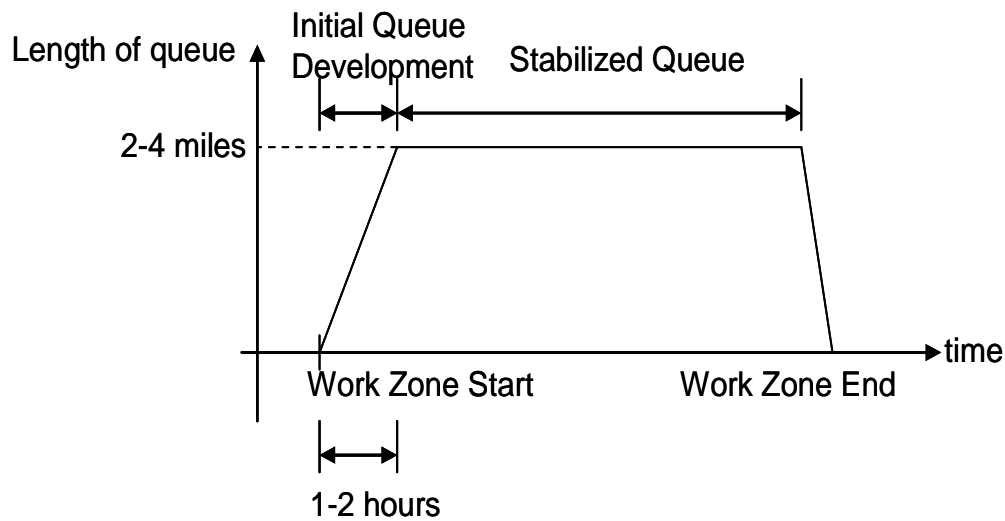 Length of queue
Initial Queue
Development
Stabilized Queue
2-4 miles
time
Work Zone Start
Work Zone End
1-2 hours